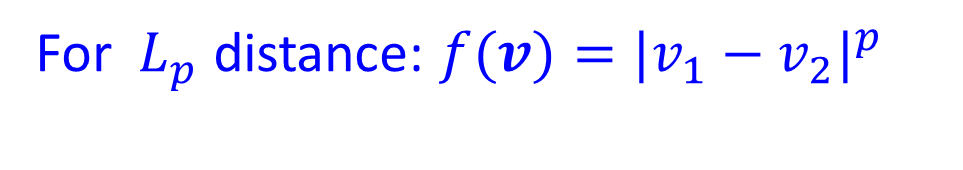 For L_p distance: f(v) = |v_1 − v_2|^p